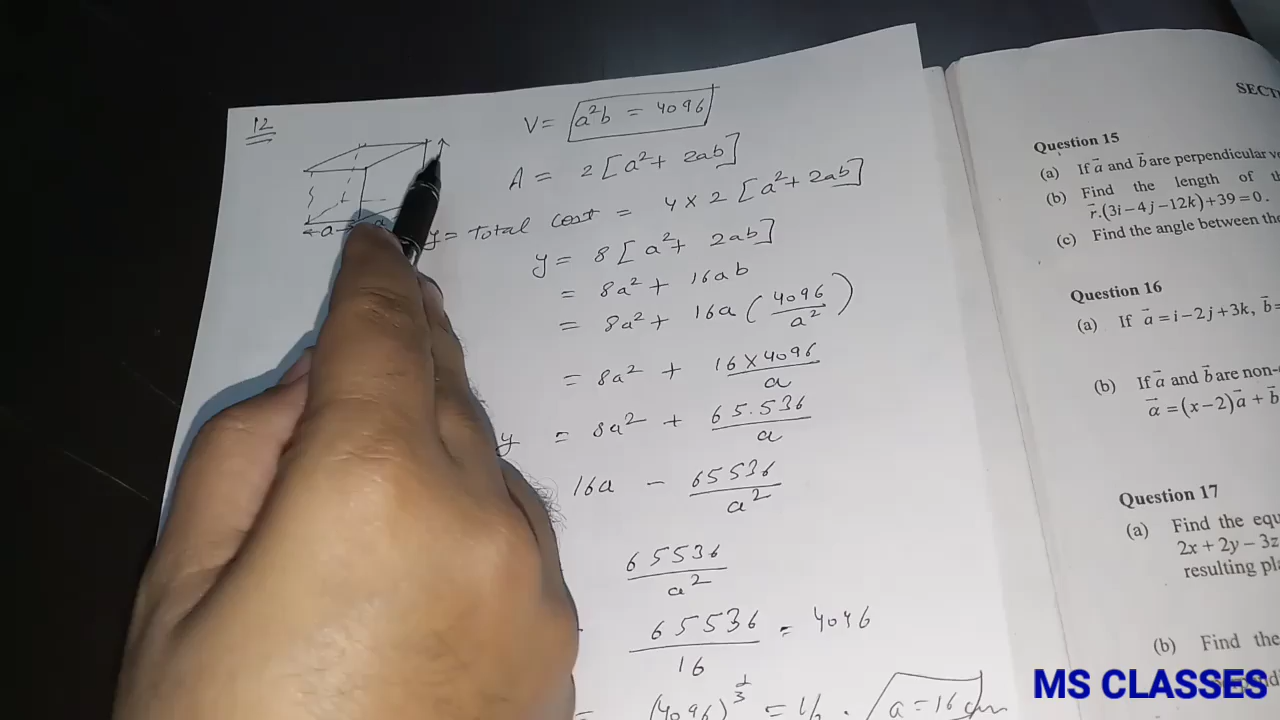 12
V = a²b = 4096
A = 2 [a² + 2ab]
y = Total cost = 4 × 2 [a² + 2ab]
y = 8 [a² + 2ab]
= 8a² + 16ab
= 8a² + 16a (4096/a²)
= 8a² + 16×4096/a
y = 8a² + 65.536/a
16a − 65536/a²
65536/a²
65536/16 = 4096
= (4096)^1/3 = 16 . a = 16 cm
a
a
SECT
Question 15
(a) If a⃗ and b⃗ are perpendicular
(b) Find the length of
r⃗.(3i−4j−12k)+39=0.
(c) Find the angle between the
Question 16
(a) If a⃗ = i−2j+3k, b⃗ =
(b) If a⃗ and b⃗ are
α⃗ = (x−2)a⃗ + b⃗
Question 17
(a) Find the
2x + 2y − 3z
resulting
(b) Find the
MS CLASSES